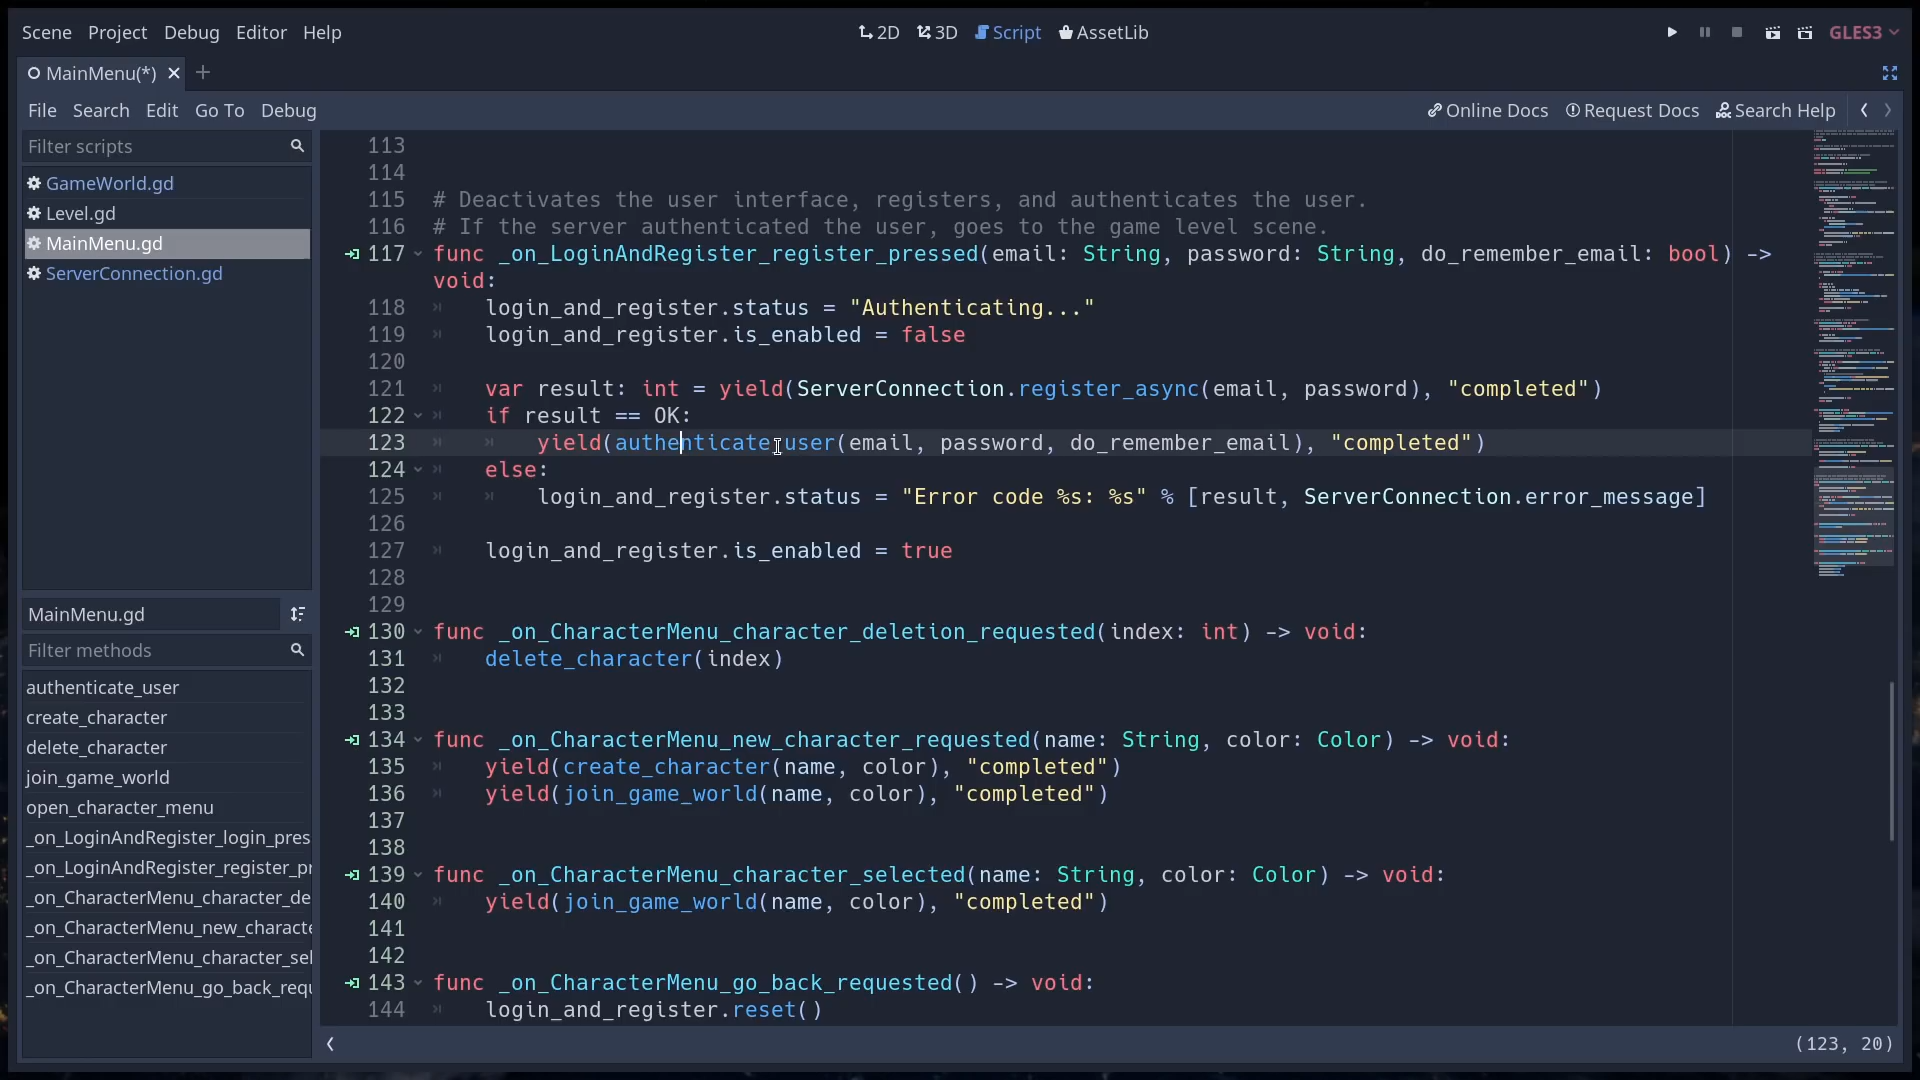 Scene Project Debug Editor Help 2D 3D Script AssetLib GLES3
MainMenu(*)
File Search Edit Go To Debug Online Docs Request Docs Search Help
Filter scripts
GameWorld.gd
Level.gd
MainMenu.gd
ServerConnection.gd
MainMenu.gd
Filter methods
authenticate_user
create_character
delete_character
join_game_world
open_character_menu
_on_LoginAndRegister_login_pres
_on_LoginAndRegister_register_pr
_on_CharacterMenu_character_de
_on_CharacterMenu_new_characte
_on_CharacterMenu_character_sel
_on_CharacterMenu_go_back_requ
113
114
115 # Deactivates the user interface, registers, and authenticates the user.
116 # If the server authenticated the user, goes to the game level scene.
117 func _on_LoginAndRegister_register_pressed(email: String, password: String, do_remember_email: bool) ->
void:
118 login_and_register.status = "Authenticating..."
119 login_and_register.is_enabled = false
120
121 var result: int = yield(ServerConnection.register_async(email, password), "completed")
122 if result == OK:
123 yield(authenticate_user(email, password, do_remember_email), "completed")
124 else:
125 login_and_register.status = "Error code %s: %s" % [result, ServerConnection.error_message]
126
127 login_and_register.is_enabled = true
128
129
130 func _on_CharacterMenu_character_deletion_requested(index: int) -> void:
131 delete_character(index)
132
133
134 func _on_CharacterMenu_new_character_requested(name: String, color: Color) -> void:
135 yield(create_character(name, color), "completed")
136 yield(join_game_world(name, color), "completed")
137
138
139 func _on_CharacterMenu_character_selected(name: String, color: Color) -> void:
140 yield(join_game_world(name, color), "completed")
141
142
143 func _on_CharacterMenu_go_back_requested() -> void:
144 login_and_register.reset()
(123, 20)